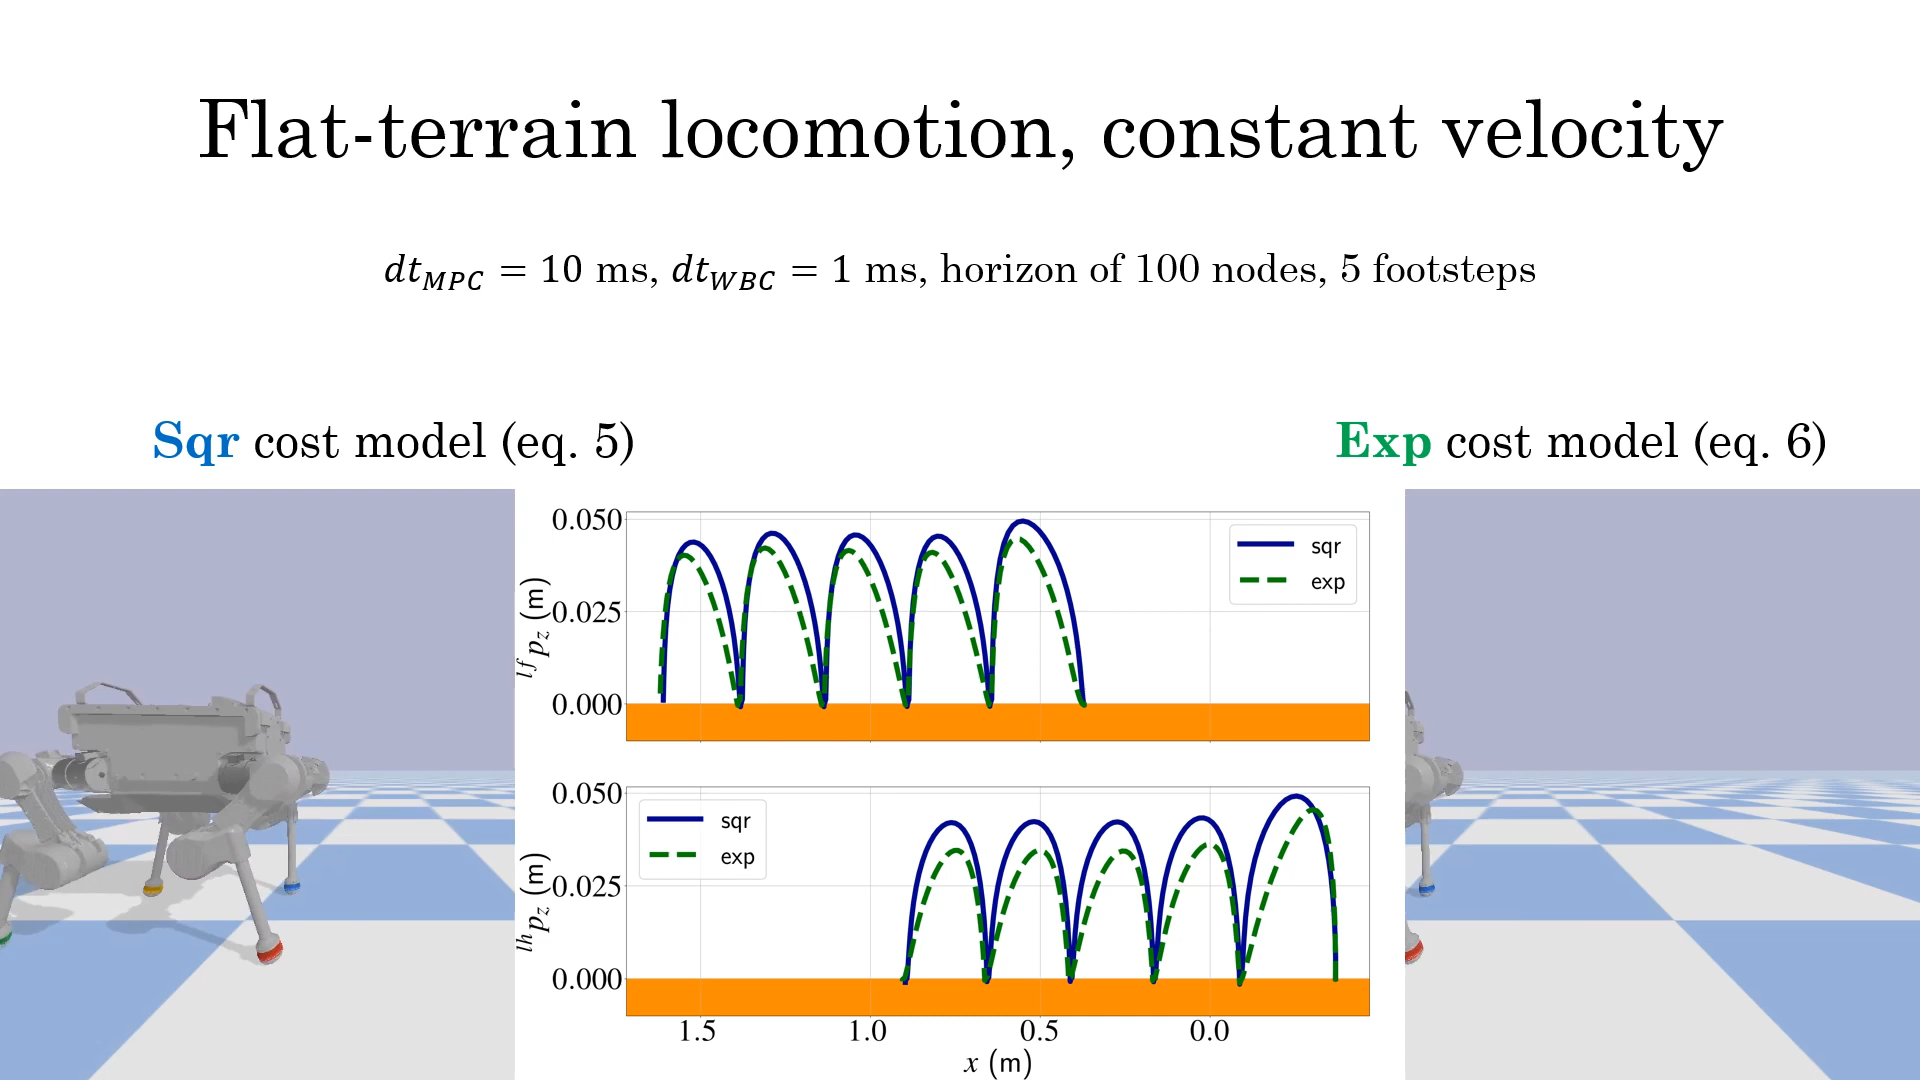 Flat-terrain locomotion, constant velocity
dt_MPC = 10 ms, dt_WBC = 1 ms, horizon of 100 nodes, 5 footsteps
Sqr cost model (eq. 5)
Exp cost model (eq. 6)
0.050
0.025
0.000
lf p_z (m)
sqr
exp
0.050
0.025
0.000
lh p_z (m)
sqr
exp
1.5 1.0 0.5 0.0
x (m)